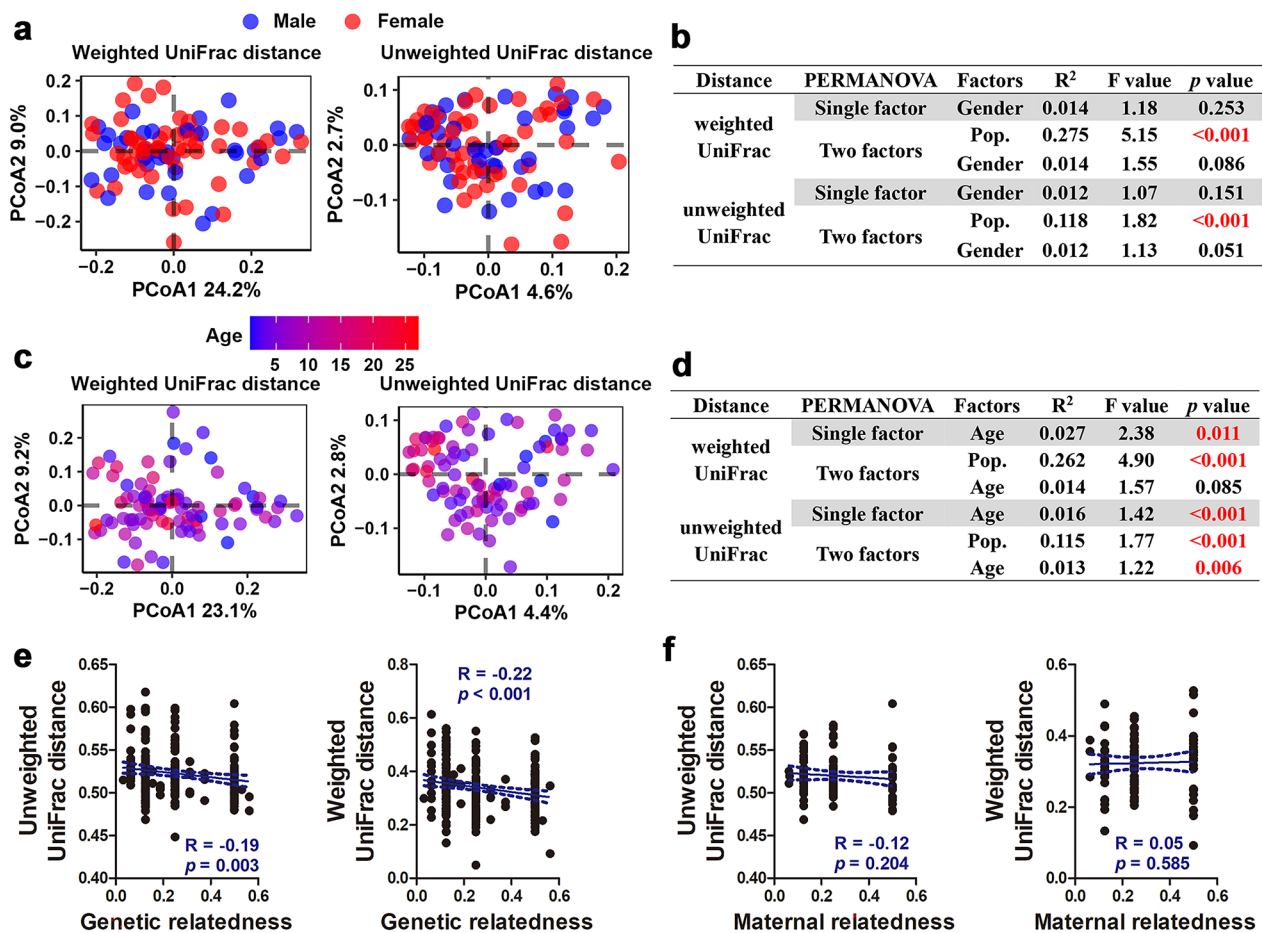 a
Male Female
Weighted UniFrac distance
Unweighted UniFrac distance
PCoA2 9.0%
0.2
0.1
0.0
−0.1
−0.2
−0.2 0.0 0.2
PCoA1 24.2%
PCoA2 2.7%
0.1
0.0
−0.1
−0.1 0.0 0.1 0.2
PCoA1 4.6%
b
Distance PERMANOVA Factors R² F value p value
weighted UniFrac Single factor Gender 0.014 1.18 0.253
Two factors Pop. 0.275 5.15 <0.001
Gender 0.014 1.55 0.086
unweighted UniFrac Single factor Gender 0.012 1.07 0.151
Two factors Pop. 0.118 1.82 <0.001
Gender 0.012 1.13 0.051
Age
5 10 15 20 25
c
Weighted UniFrac distance
Unweighted UniFrac distance
PCoA2 9.2%
0.2
0.1
0.0
−0.1
−0.2 0.0 0.2
PCoA1 23.1%
PCoA2 2.8%
0.1
0.0
−0.1
−0.1 0.0 0.1 0.2
PCoA1 4.4%
d
Distance PERMANOVA Factors R² F value p value
weighted UniFrac Single factor Age 0.027 2.38 0.011
Two factors Pop. 0.262 4.90 <0.001
Age 0.014 1.57 0.085
unweighted UniFrac Single factor Age 0.016 1.42 <0.001
Two factors Pop. 0.115 1.77 <0.001
Age 0.013 1.22 0.006
e
Unweighted
UniFrac distance
0.65
0.60
0.55
0.50
0.45
0.40
R = -0.19
p = 0.003
0.0 0.2 0.4 0.6
Genetic relatedness
Weighted
UniFrac distance
0.8
0.6
0.4
0.2
0.0
R = -0.22
p < 0.001
0.0 0.2 0.4 0.6
Genetic relatedness
f
Unweighted
UniFrac distance
0.65
0.60
0.55
0.50
0.45
0.40
R = -0.12
p = 0.204
0.0 0.2 0.4 0.6
Maternal relatedness
Weighted
UniFrac distance
0.6
0.4
0.2
0.0
R = 0.05
p = 0.585
0.0 0.2 0.4 0.6
Maternal relatedness